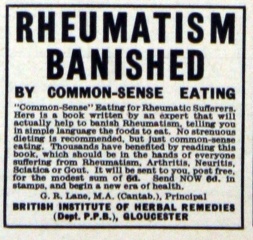 RHEUMATISM
BANISHED
BY COMMON-SENSE EATING
"Common-Sense" Eating for Rheumatic Sufferers.
Here is a book written by an expert that will
actually help to banish Rheumatism, telling you
in simple language the foods to eat. No strenuous
dieting is recommended, but just common-sense
eating. Thousands have benefited by reading this
book, which should be in the hands of everyone
suffering from Rheumatism, Arthritis, Neuritis,
Sciatica or Gout. It will be sent to you, post free,
for the modest sum of 6d. Send NOW 6d. in
stamps, and begin a new era of health.
G. R. Lane, M.A. (Cantab.), Principal
BRITISH INSTITUTE OF HERBAL REMEDIES
(Dept. P.P.B.), GLOUCESTER